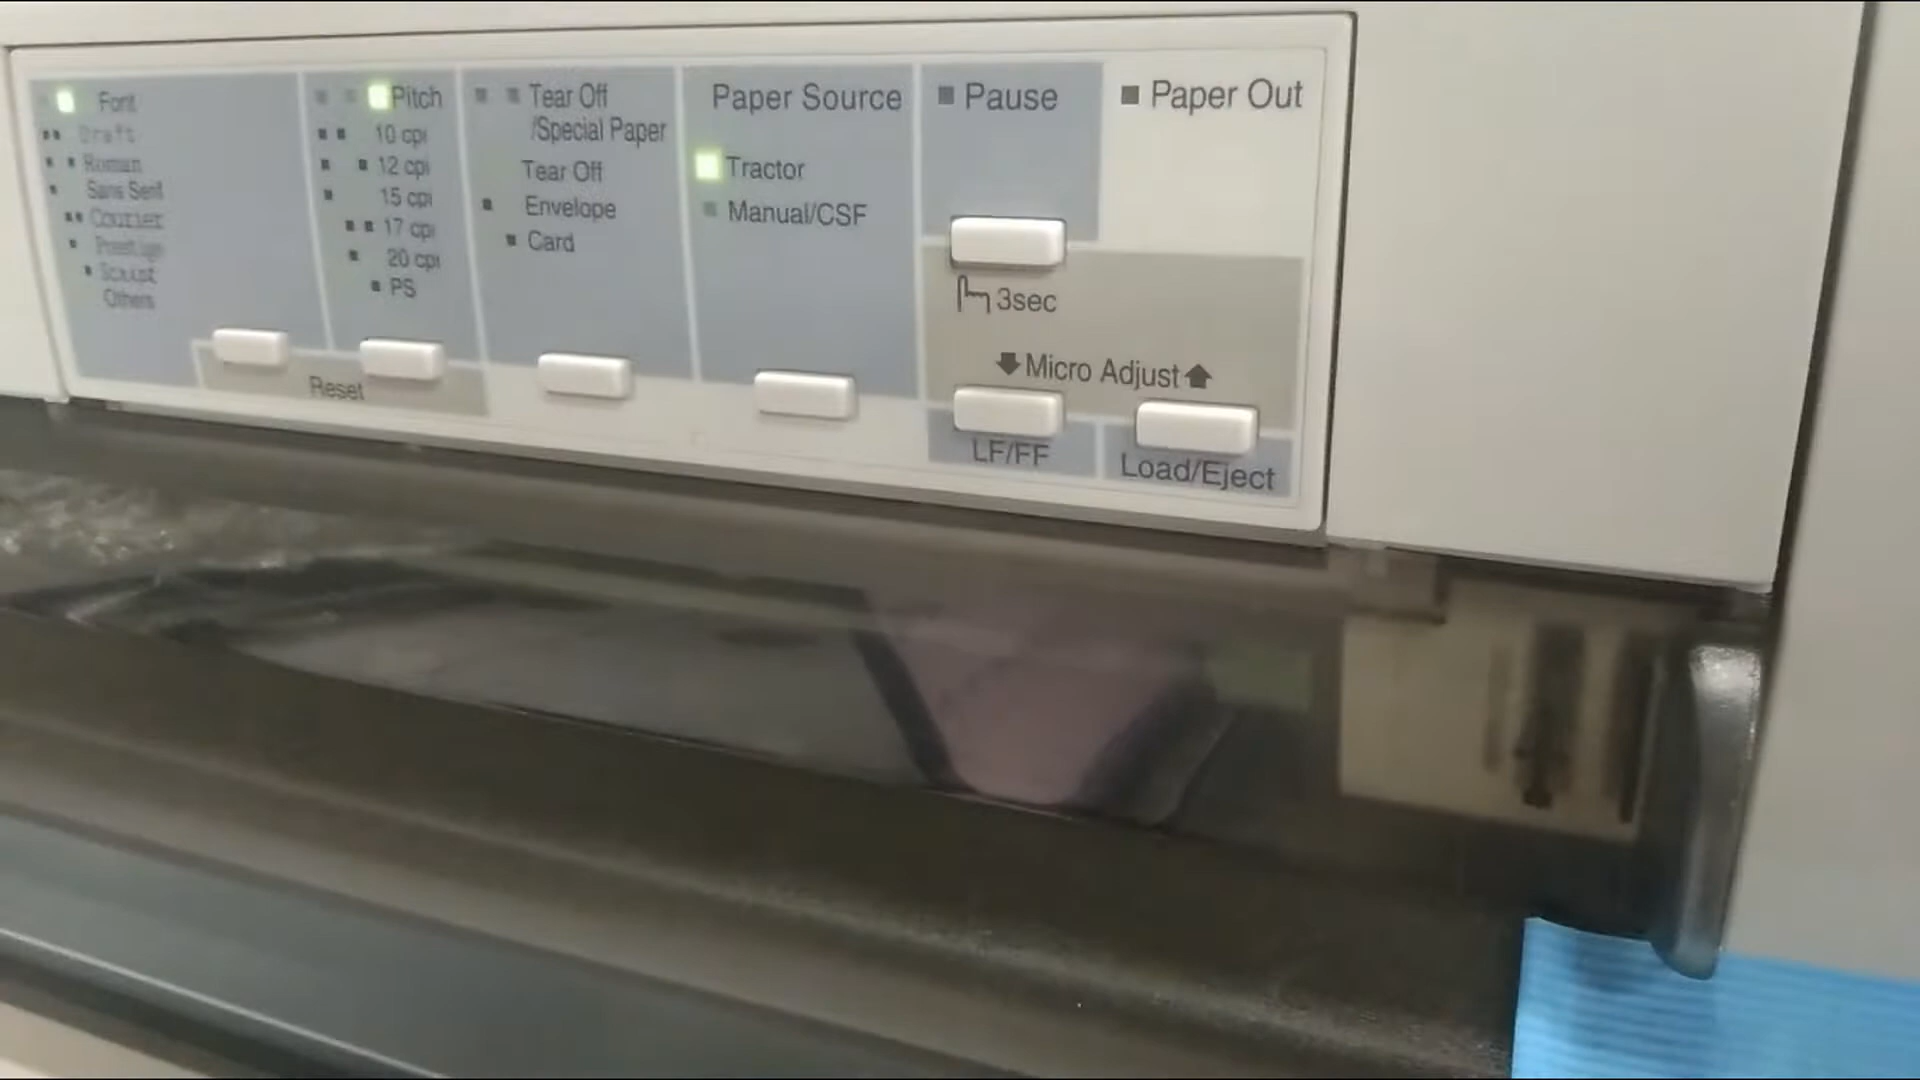 Font
Draft
Roman
Sans Serif
Courier
Prestige
Script
Others
Pitch
10 cpi
12 cpi
15 cpi
17 cpi
20 cpi
PS
Reset
Tear Off
/Special Paper
Tear Off
Envelope
Card
Paper Source
Tractor
Manual/CSF
Pause
Paper Out
3sec
Micro Adjust
LF/FF
Load/Eject